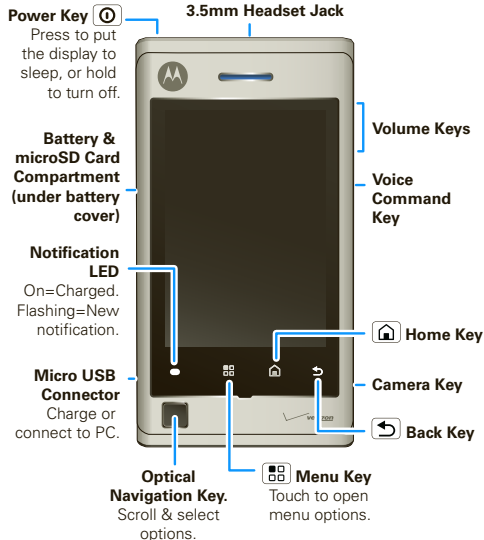 Power Key
Press to put
the display to
sleep, or hold
to turn off.
3.5mm Headset Jack
Battery &
microSD Card
Compartment
(under battery
cover)
Volume Keys
Voice
Command
Key
Notification
LED
On=Charged.
Flashing=New
notification.
Home Key
Micro USB
Connector
Charge or
connect to PC.
Camera Key
verizon
Back Key
Optical
Navigation Key.
Scroll & select
options.
Menu Key
Touch to open
menu options.